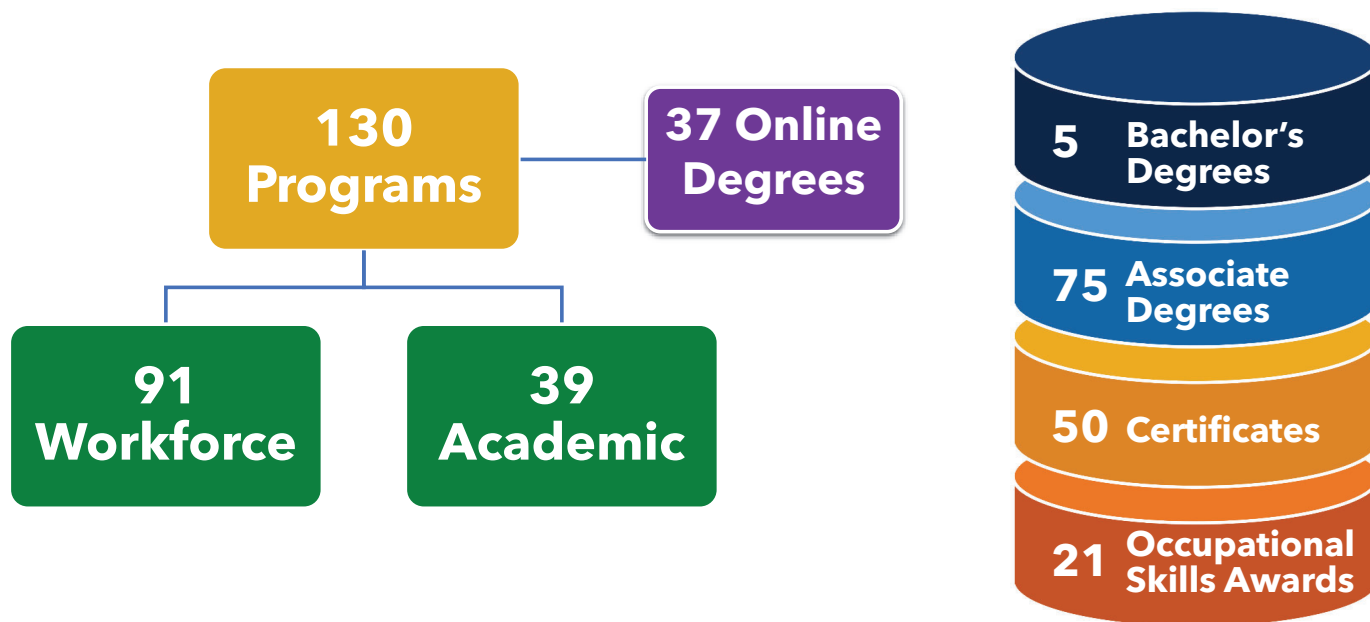 130
Programs
37 Online
Degrees
91
Workforce
39
Academic
5 Bachelor’s
Degrees
75 Associate
Degrees
50 Certificates
21 Occupational
Skills Awards